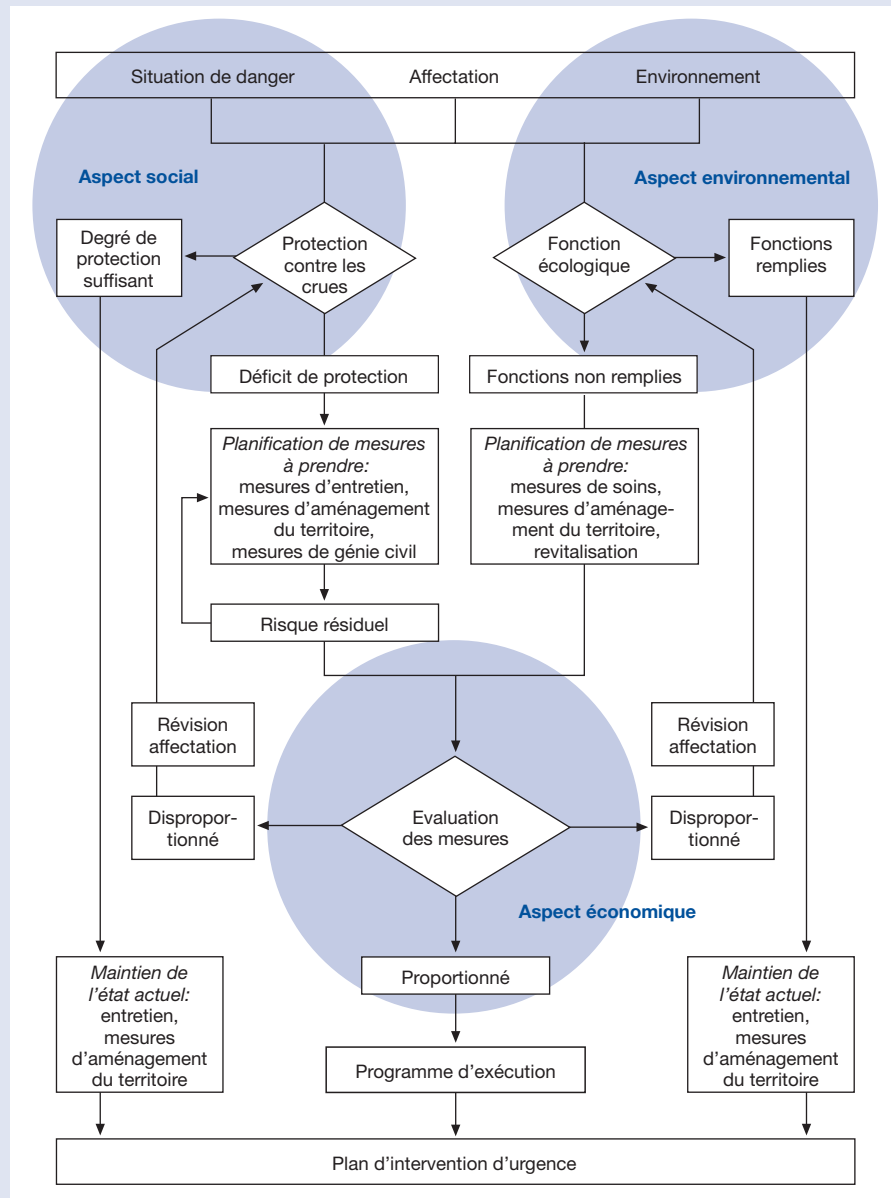 Situation de danger
Affectation
Environnement
Aspect social
Aspect environnemental
Degré de
protection
suffisant
Protection
contre les
crues
Fonction
écologique
Fonctions
remplies
Déficit de protection
Fonctions non remplies
Planification de mesures
à prendre:
mesures d’entretien,
mesures d’aménagement
du territoire,
mesures de génie civil
Planification de mesures
à prendre:
mesures de soins,
mesures d’aménage-
ment du territoire,
revitalisation
Risque résiduel
Révision
affectation
Révision
affectation
Dispropor-
tionné
Evaluation
des mesures
Dispropor-
tionné
Aspect économique
Maintien de
l’état actuel:
entretien,
mesures
d’aménagement
du territoire
Proportionné
Maintien de
l’état actuel:
entretien,
mesures
d’aménagement
du territoire
Programme d’exécution
Plan d’intervention d’urgence